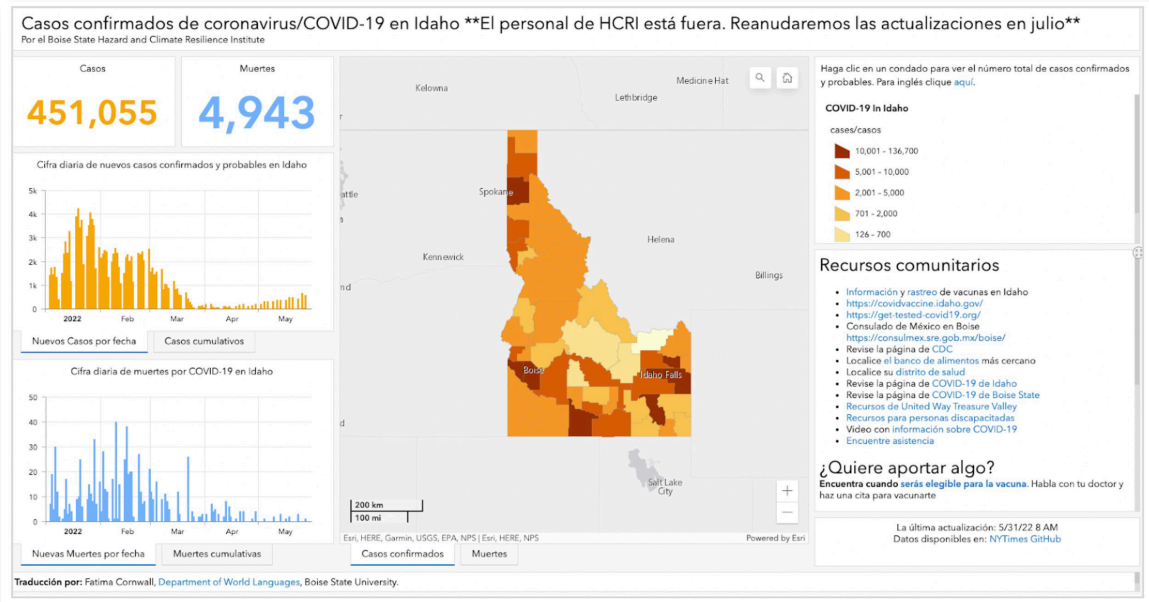 Casos confirmados de coronavirus/COVID-19 en Idaho **El personal de HCRI está fuera. Reanudaremos las actualizaciones en julio**
Por el Boise State Hazard and Climate Resilience Institute
Casos
451,055
Muertes
4,943
Cifra diaria de nuevos casos confirmados y probables en Idaho
5k
4k
3k
2k
1k
0
2022
Feb
Mar
Apr
May
Nuevos Casos por fecha
Casos cumulativos
Cifra diaria de muertes por COVID-19 en Idaho
50
40
30
20
10
0
2022
Feb
Mar
Apr
May
Nuevas Muertes por fecha
Muertes cumulativas
Kelowna
Medicine Hat
Lethbridge
Spokane
attle
Helena
Kennewick
Billings
nd
Boise
Idaho Falls
d
Salt Lake
City
200 km
100 mi
Esri, HERE, Garmin, USGS, EPA, NPS | Esri, HERE, NPS
Powered by Esri
Casos confirmados
Muertes
Haga clic en un condado para ver el número total de casos confirmados
y probables. Para inglés clique aquí.
COVID-19 In Idaho
cases/casos
10,001 - 136,700
5,001 - 10,000
2,001 - 5,000
701 - 2,000
126 - 700
Recursos comunitarios
Información y rastreo de vacunas en Idaho
https://covidvaccine.idaho.gov/
https://get-tested-covid19.org/
Consulado de México en Boise
https://consulmex.sre.gob.mx/boise/
Revise la página de CDC
Localice el banco de alimentos más cercano
Localice su distrito de salud
Revise la página de COVID-19 de Idaho
Revise la página de COVID-19 de Boise State
Recursos de United Way Treasure Valley
Recursos para personas discapacitadas
Video con información sobre COVID-19
Encuentre asistencia
¿Quiere aportar algo?
Encuentra cuando serás elegible para la vacuna. Habla con tu doctor y
haz una cita para vacunarte
La última actualización: 5/31/22 8 AM
Datos disponibles en: NYTimes GitHub
Traducción por: Fatima Cornwall, Department of World Languages, Boise State University.